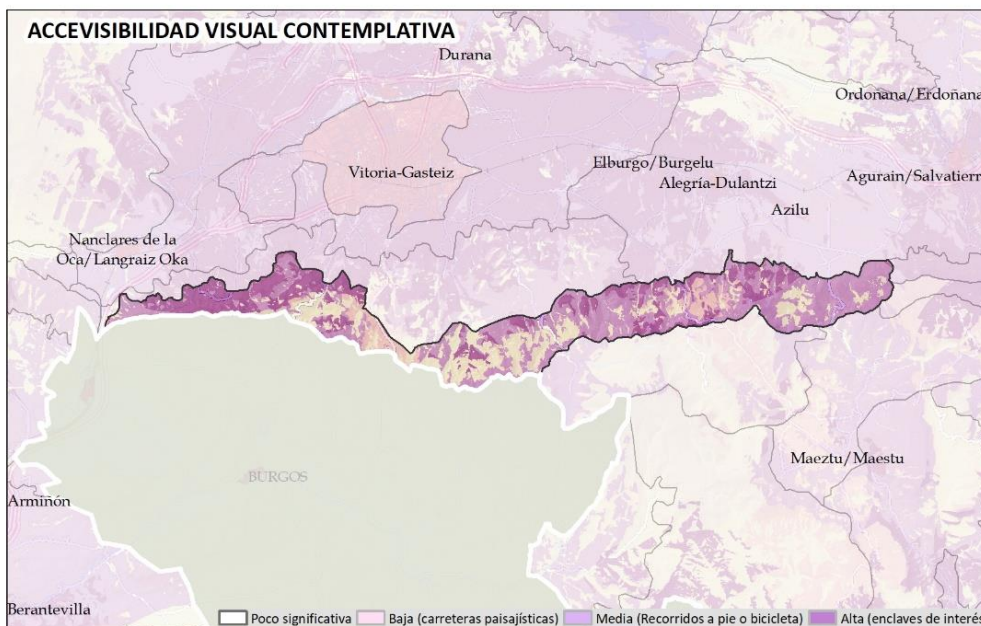 ACCEVISIBILIDAD VISUAL CONTEMPLATIVA
Durana
Ordoñana/Erdoñana
Vitoria-Gasteiz
Elburgo/Burgelu
Alegría-Dulantzi
Agurain/Salvatierr
Azilu
Nanclares de la
Oca/Langraiz Oka
Maeztu/Maestu
BURGOS
Armiñón
Berantevilla
Poco significativa
Baja (carreteras paisajísticas)
Media (Recorridos a pie o bicicleta)
Alta (enclaves de interés